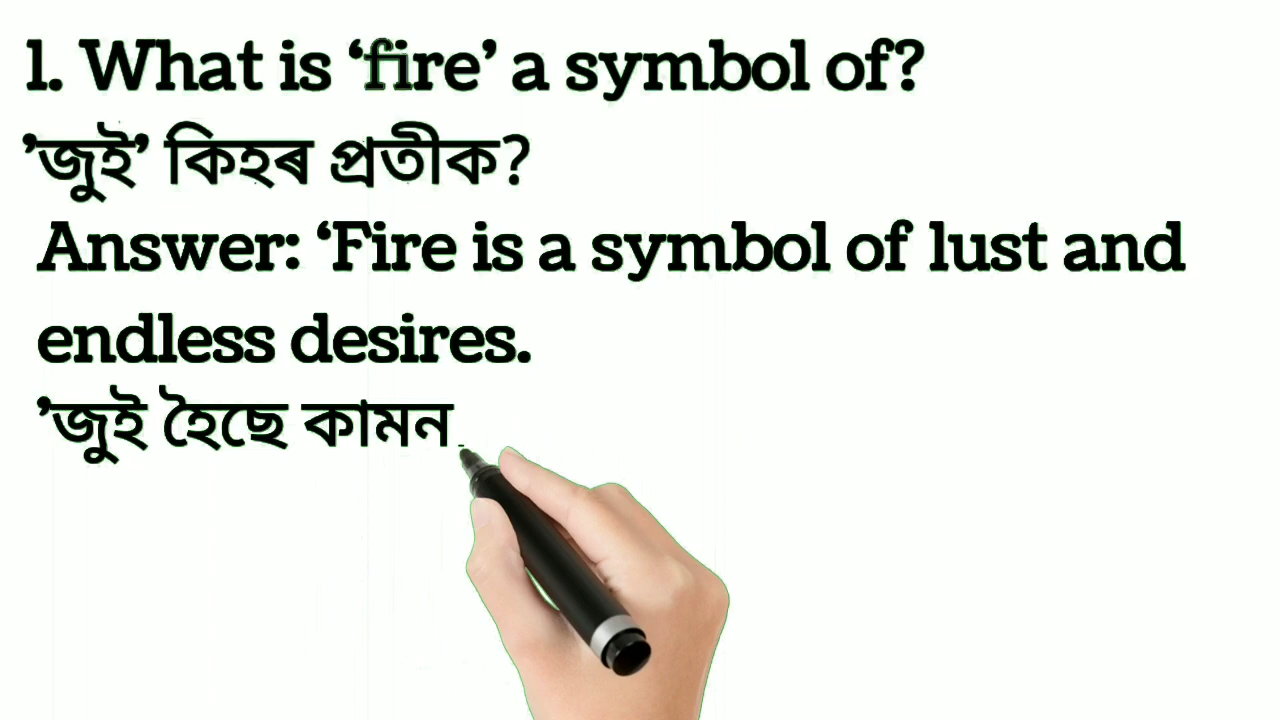 1. What is ‘fire’ a symbol of?
’জুই’ কিহৰ প্ৰতীক?
Answer: ‘Fire is a symbol of lust and
endless desires.
’জুই হৈছে কামন